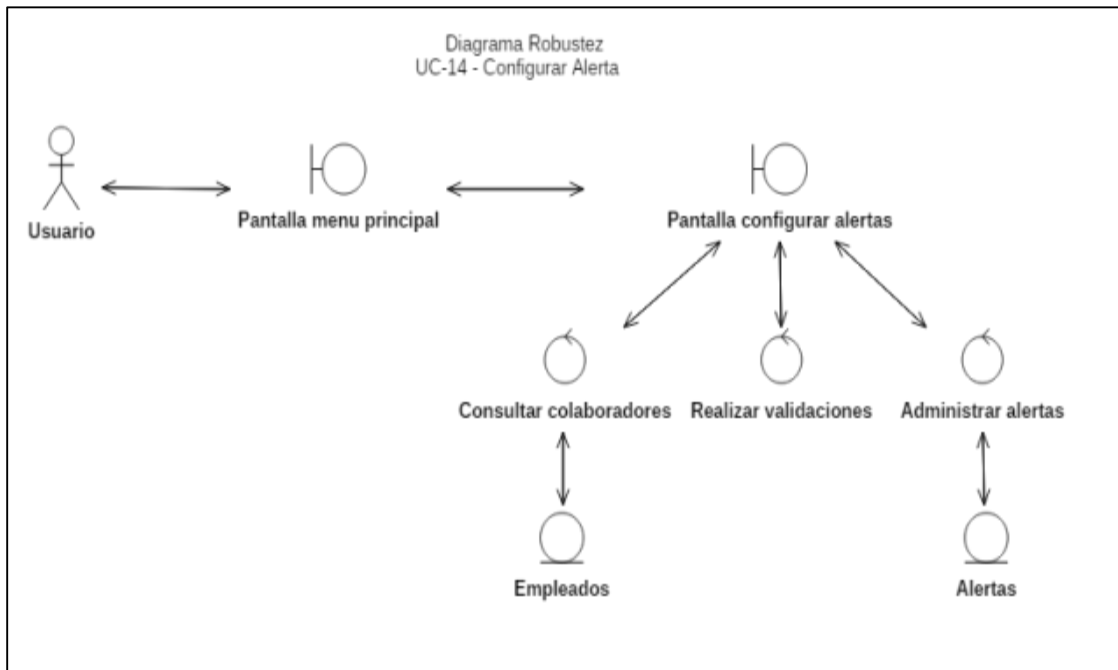 Diagrama Robustez
UC-14 - Configurar Alerta
Usuario
Pantalla menu principal
Pantalla configurar alertas
Consultar colaboradores
Realizar validaciones
Administrar alertas
Empleados
Alertas